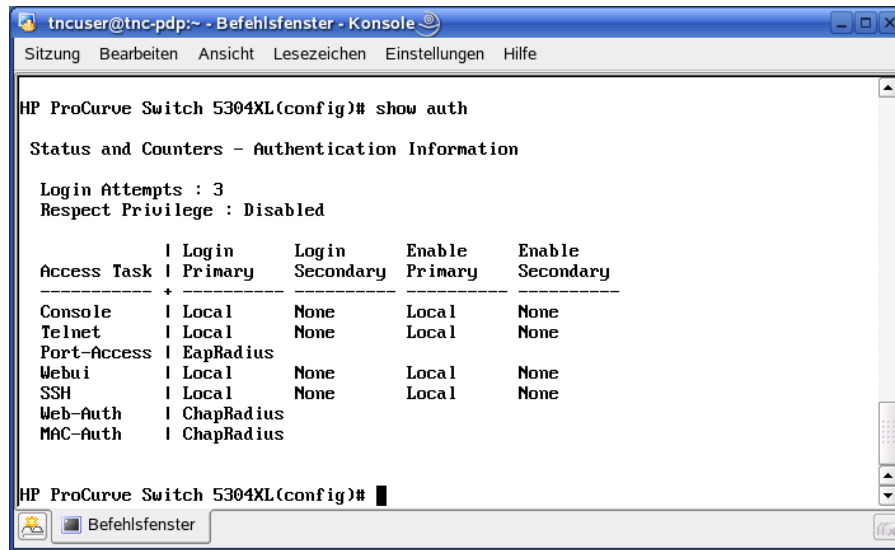 tncuser@tnc-pdp:~ - Befehlsfenster - Konsole
Sitzung Bearbeiten Ansicht Lesezeichen Einstellungen Hilfe
HP ProCurve Switch 5304XL(config)# show auth
Status and Counters - Authentication Information
Login Attempts : 3
Respect Privilege : Disabled
| Login Login Enable Enable
Access Task | Primary Secondary Primary Secondary
----------- + ---------- ---------- ---------- ----------
Console | Local None Local None
Telnet | Local None Local None
Port-Access | EapRadius
Webui | Local None Local None
SSH | Local None Local None
Web-Auth | ChapRadius
MAC-Auth | ChapRadius
HP ProCurve Switch 5304XL(config)#
Befehlsfenster